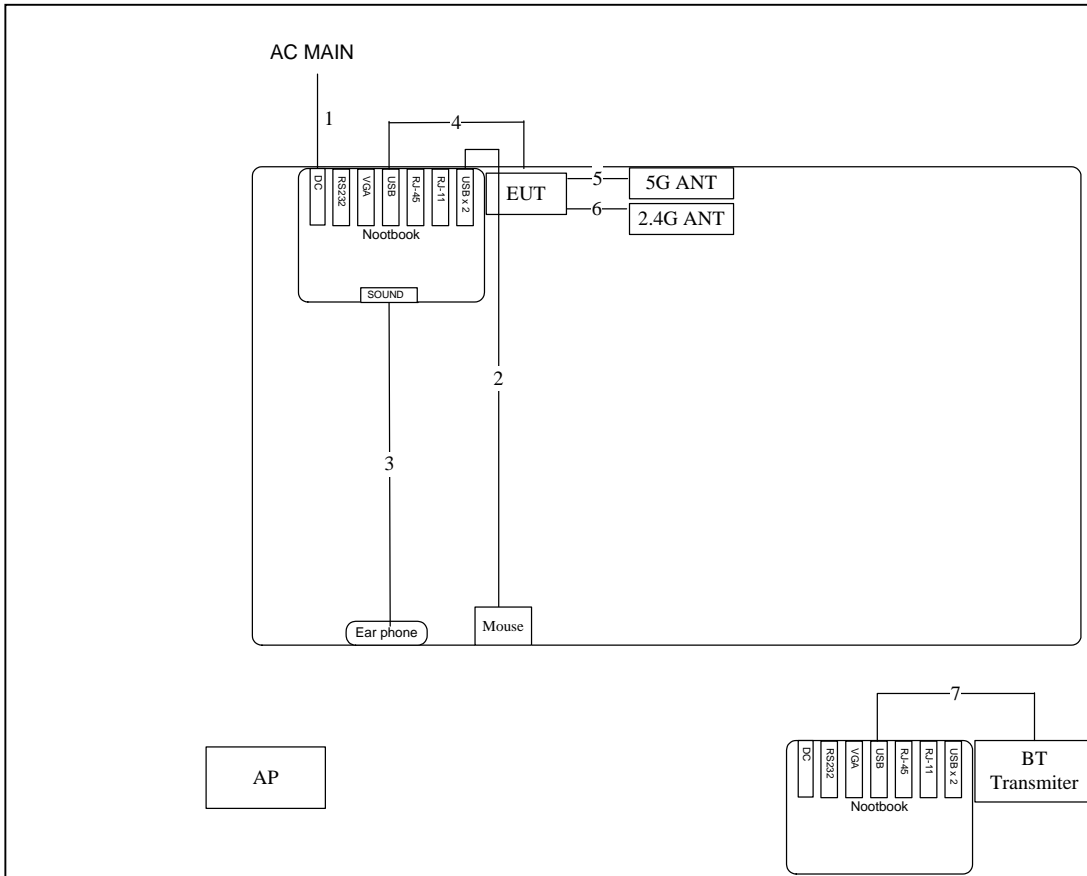 AC MAIN
1
4
DC
RS232
VGA
USB
RJ-45
RJ-11
USB x 2
Nootbook
SOUND
EUT
5
5G ANT
6
2.4G ANT
2
3
Ear phone
Mouse
7
AP
DC
RS232
VGA
USB
RJ-45
RJ-11
USB x 2
Nootbook
BT
Transmiter